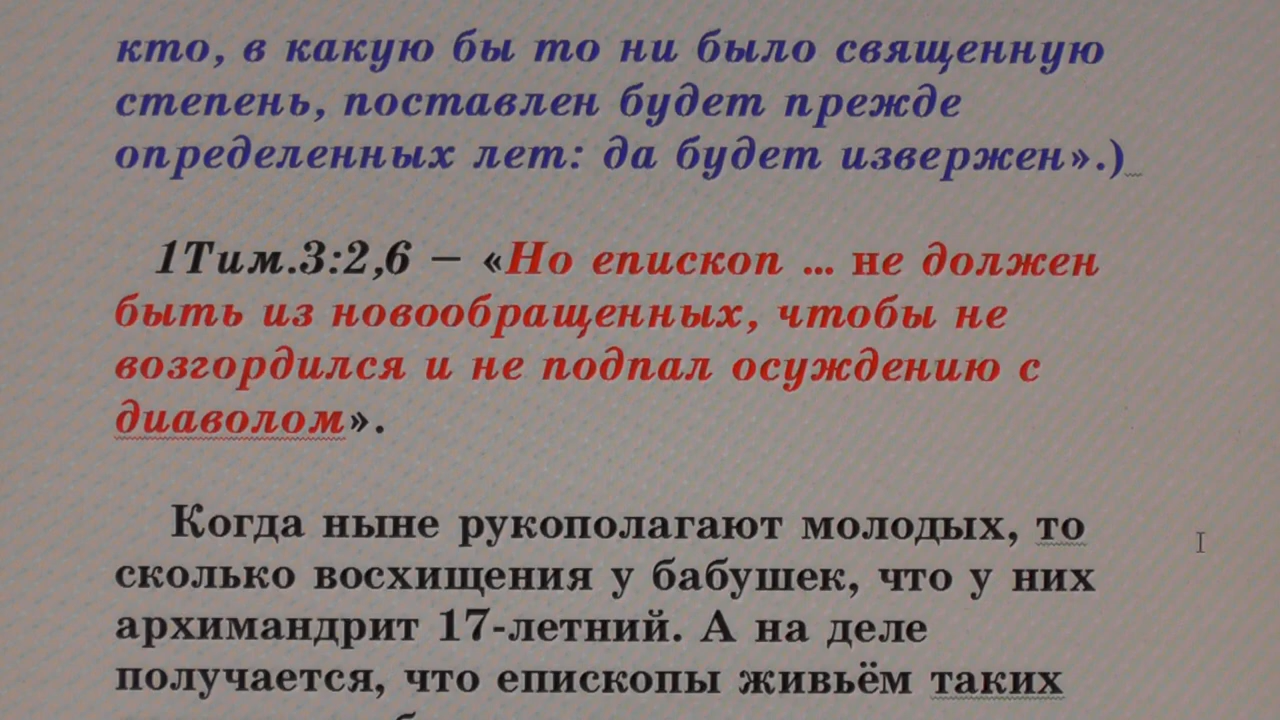 кто, в какую бы то ни было священную
степень, поставлен будет прежде
определенных лет: да будет извержен».)
1Тим.3:2,6 – «Но епископ ... не должен
быть из новообращенных, чтобы не
возгордился и не подпал осуждению с
диаволом».
Когда ныне рукополагают молодых, то
сколько восхищения у бабушек, что у них
архимандрит 17-летний. А на деле
получается, что епископы живьём таких